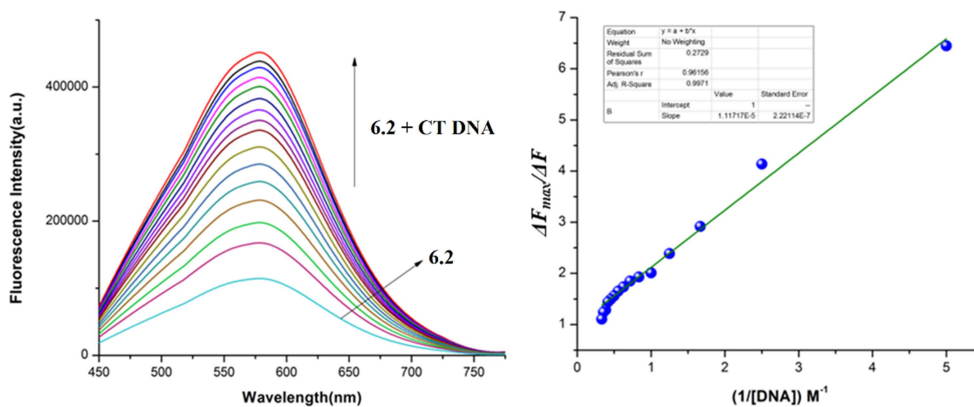 Fluorescence Intensity(a.u.)
400000
200000
0
6.2 + CT DNA
6.2
450 500 550 600 650 700 750
Wavelength(nm)
ΔFmax/ΔF
7
6
5
4
3
2
1
Equation y = a + b*x
Weight No Weighting
Residual Sum of Squares 0.2729
Pearson's r 0.96156
Adj. R-Square 0.9971
Value Standard Error
B Intercept 1 --
Slope 1.11717E-5 2.22114E-7
0 1 2 3 4 5
(1/[DNA]) M⁻¹